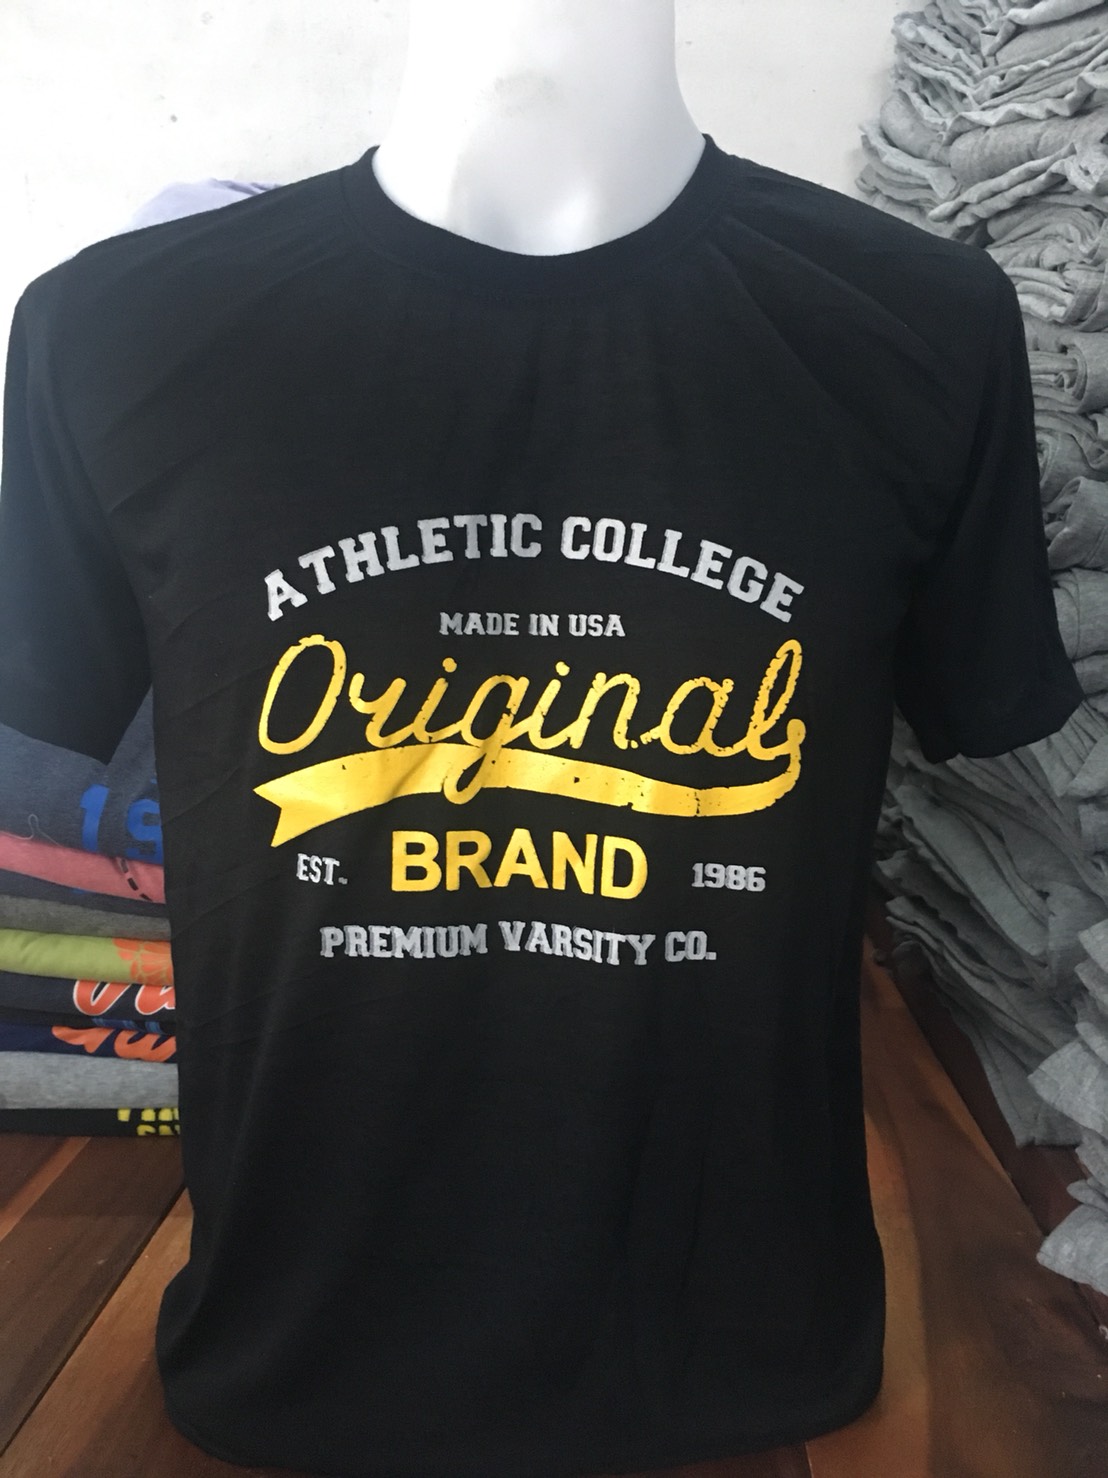 ATHLETIC COLLEGE
MADE IN USA
Original
BRAND
EST. 1986
PREMIUM VARSITY CO.